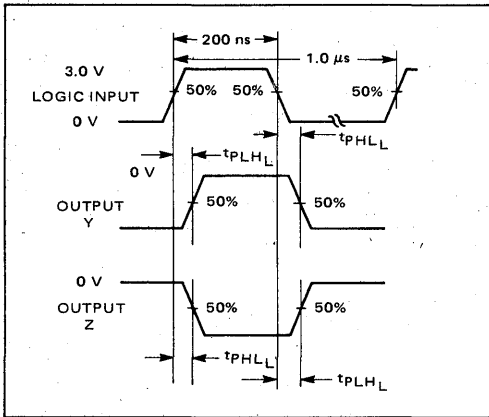 200 ns
1.0 μs
3.0 V
LOGIC INPUT
50% 50% 50%
0 V
tPHLL
0 V
tPLHL
OUTPUT
Y
50% 50%
0 V
OUTPUT
Z
50% 50%
tPHLL tPLHL